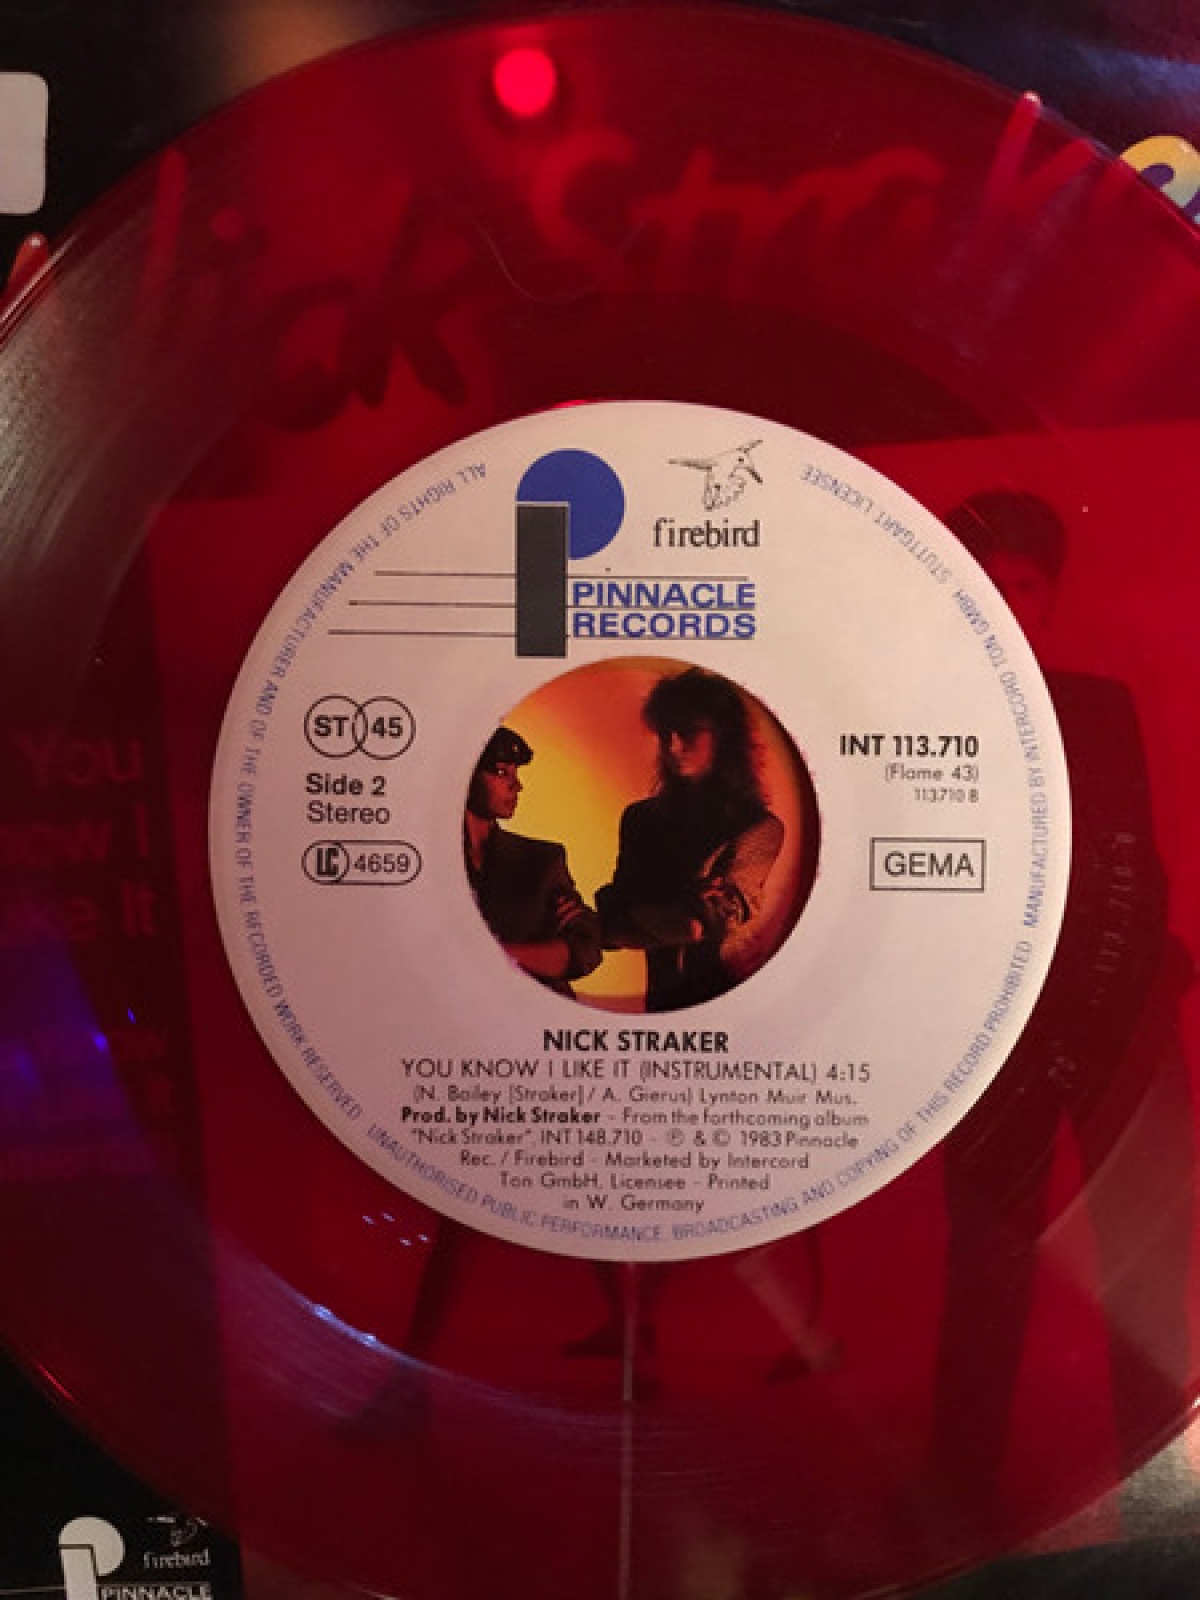 Nick Straker
firebird
PINNACLE
RECORDS
ST 45
Side 2
Stereo
LC 4659
INT 113.710
(Flame 43)
113710 B
GEMA
NICK STRAKER
YOU KNOW I LIKE IT (INSTRUMENTAL) 4:15
(N. Bailey [Straker] / A. Gierus) Lynton Muir Mus.
Prod. by Nick Straker - From the forthcoming album
"Nick Straker", INT 148.710 - ℗ & © 1983 Pinnacle
Rec. / Firebird - Marketed by Intercord
Ton GmbH, Licensee - Printed
in W. Germany
ALL RIGHTS OF THE MANUFACTURER AND OF THE OWNER OF THE RECORDED WORK RESERVED. UNAUTHORISED PUBLIC PERFORMANCE, BROADCASTING AND COPYING OF THIS RECORD PROHIBITED MANUFACTURED BY INTERCORD TON GMBH, STUTTGART LICENSEE
You
ow I
ke It
firebird
PINNACLE